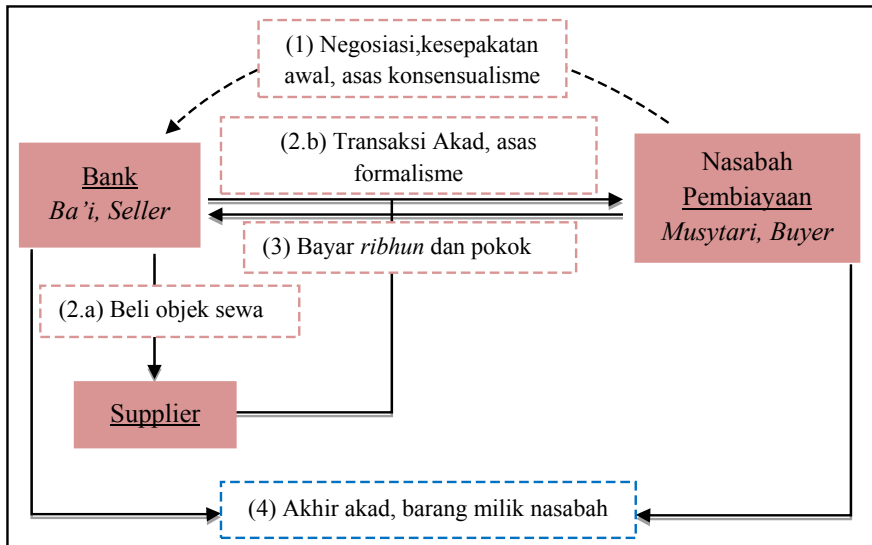 (1) Negosiasi,kesepakatan
awal, asas konsensualisme
(2.b) Transaksi Akad, asas
formalisme
Bank
Ba’i, Seller
Nasabah
Pembiayaan
Musytari, Buyer
(3) Bayar ribhun dan pokok
(2.a) Beli objek sewa
Supplier
(4) Akhir akad, barang milik nasabah